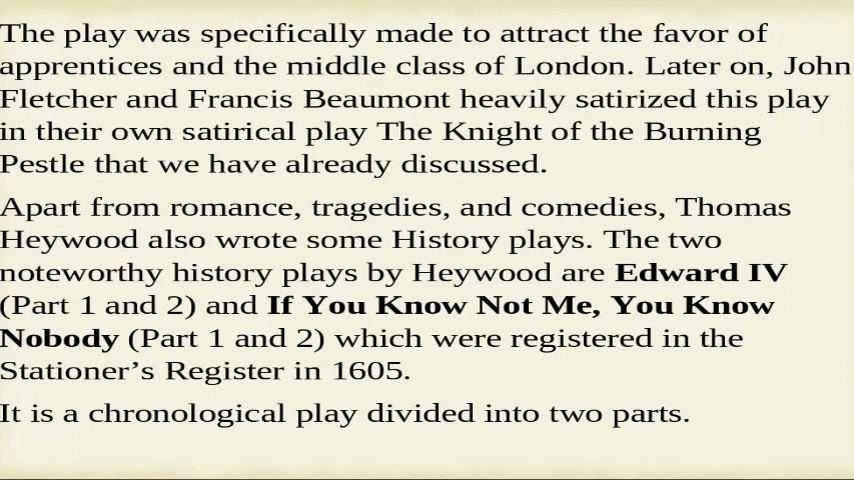 The play was specifically made to attract the favor of
apprentices and the middle class of London. Later on, John
Fletcher and Francis Beaumont heavily satirized this play
in their own satirical play The Knight of the Burning
Pestle that we have already discussed.
Apart from romance, tragedies, and comedies, Thomas
Heywood also wrote some History plays. The two
noteworthy history plays by Heywood are Edward IV
(Part 1 and 2) and If You Know Not Me, You Know
Nobody (Part 1 and 2) which were registered in the
Stationer’s Register in 1605.
It is a chronological play divided into two parts.